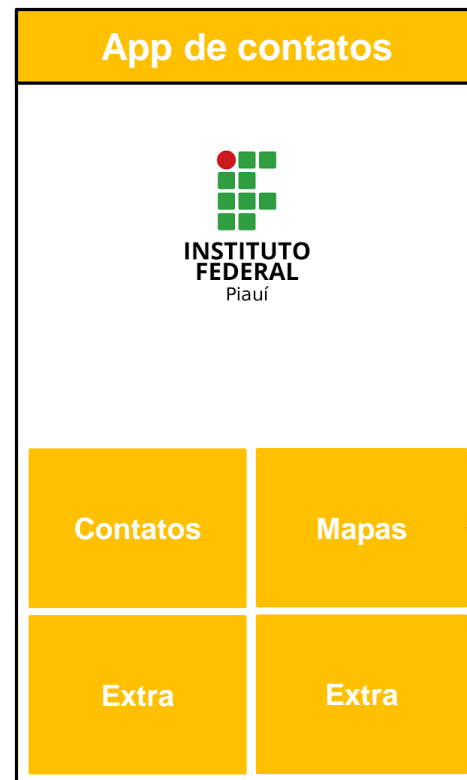 App de contatos
INSTITUTO
FEDERAL
Piauí
Contatos
Mapas
Extra
Extra